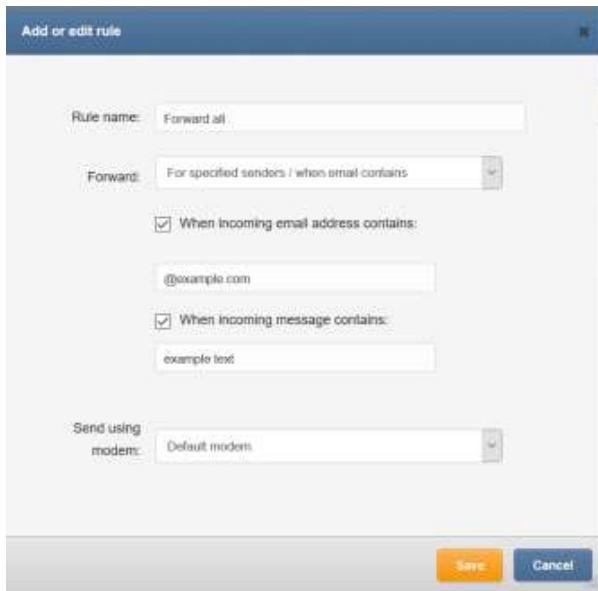 Add or edit rule
Rule name: Forward all
Forward: For specified senders / when email contains
When incoming email address contains:
@example.com
When incoming message contains:
example text
Send using
modem: Default modem
Save Cancel